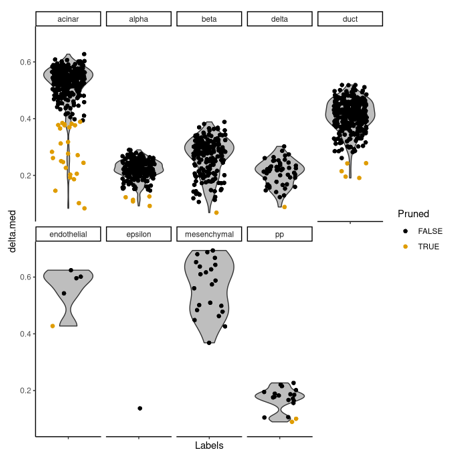 acinar alpha beta delta duct
0.6
0.4
0.2
endothelial epsilon mesenchymal pp
0.6
0.4
0.2
delta.med
Labels
Pruned
FALSE
TRUE